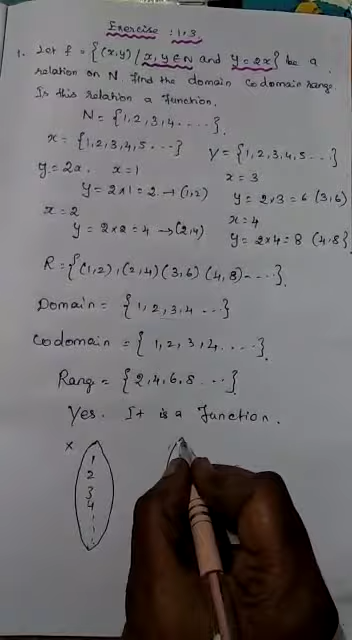 Exercise : 1.3
1. Let f = {(x,y) / x, y ∈ N and y = 2x} be a
relation on N. find the domain codomain range.
Is this relation a function.
N = {1,2,3,4 .....}.
x = {1,2,3,4,5 ...} Y = {1,2,3,4,5 ...}
y = 2x. x = 1 x = 3
y = 2×1 = 2 → (1,2) y = 2×3 = 6 (3,6)
x = 2 x = 4
y = 2×2 = 4 → (2,4) y = 2×4 = 8 (4,8}
R = {(1,2),(2,4)(3,6)(4,8) ....}.
Domain = {1,2,3,4 ...}
Codomain = {1,2,3,4 ....}.
Range = {2,4,6,8 ...}.
Yes. It is a function.
X
1
2
3
4